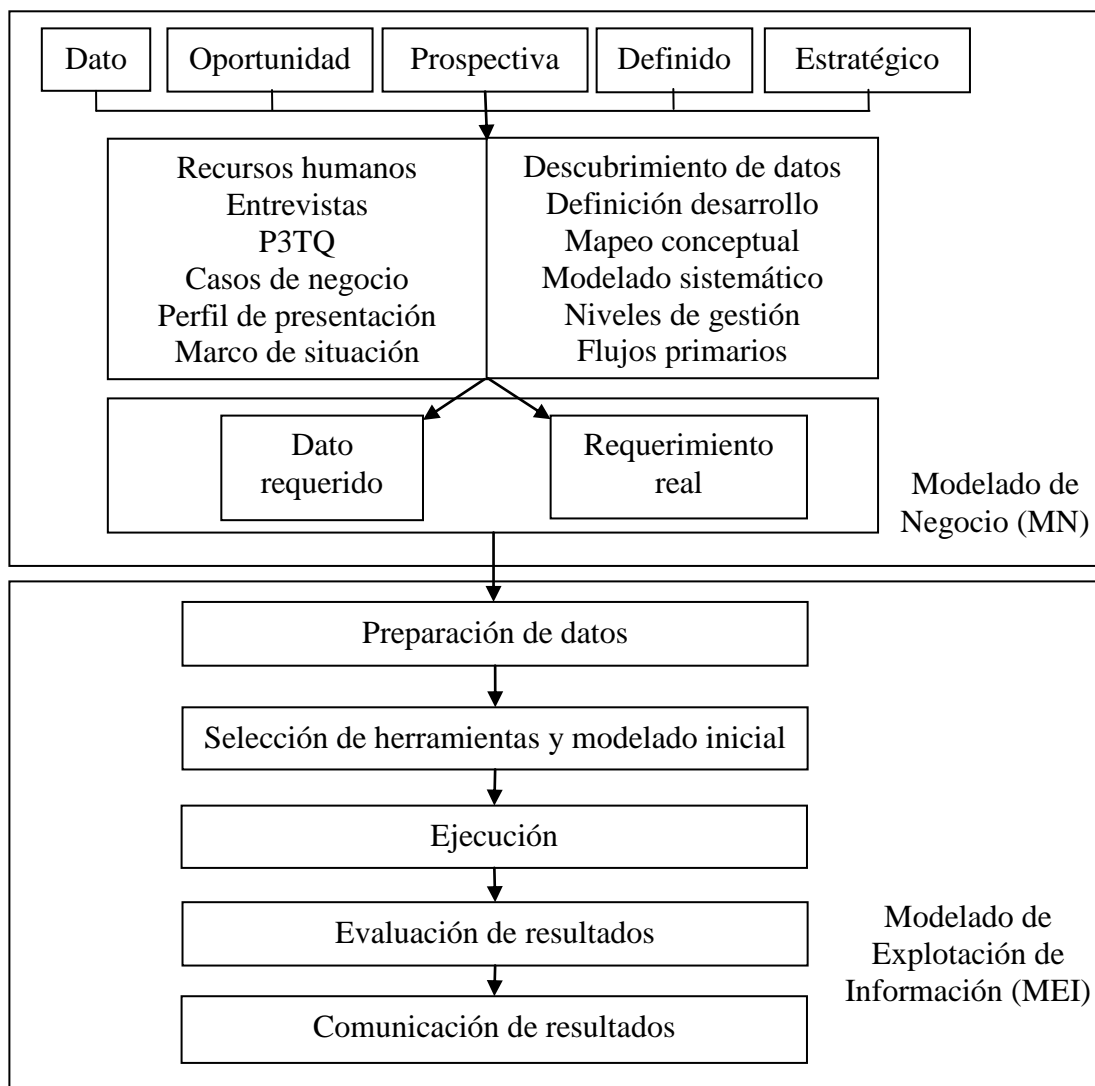 Dato
Oportunidad
Prospectiva
Definido
Estratégico
Recursos humanos
Entrevistas
P3TQ
Casos de negocio
Perfil de presentación
Marco de situación
Descubrimiento de datos
Definición desarrollo
Mapeo conceptual
Modelado sistemático
Niveles de gestión
Flujos primarios
Dato
requerido
Requerimiento
real
Modelado de
Negocio (MN)
Preparación de datos
Selección de herramientas y modelado inicial
Ejecución
Evaluación de resultados
Comunicación de resultados
Modelado de
Explotación de
Información (MEI)